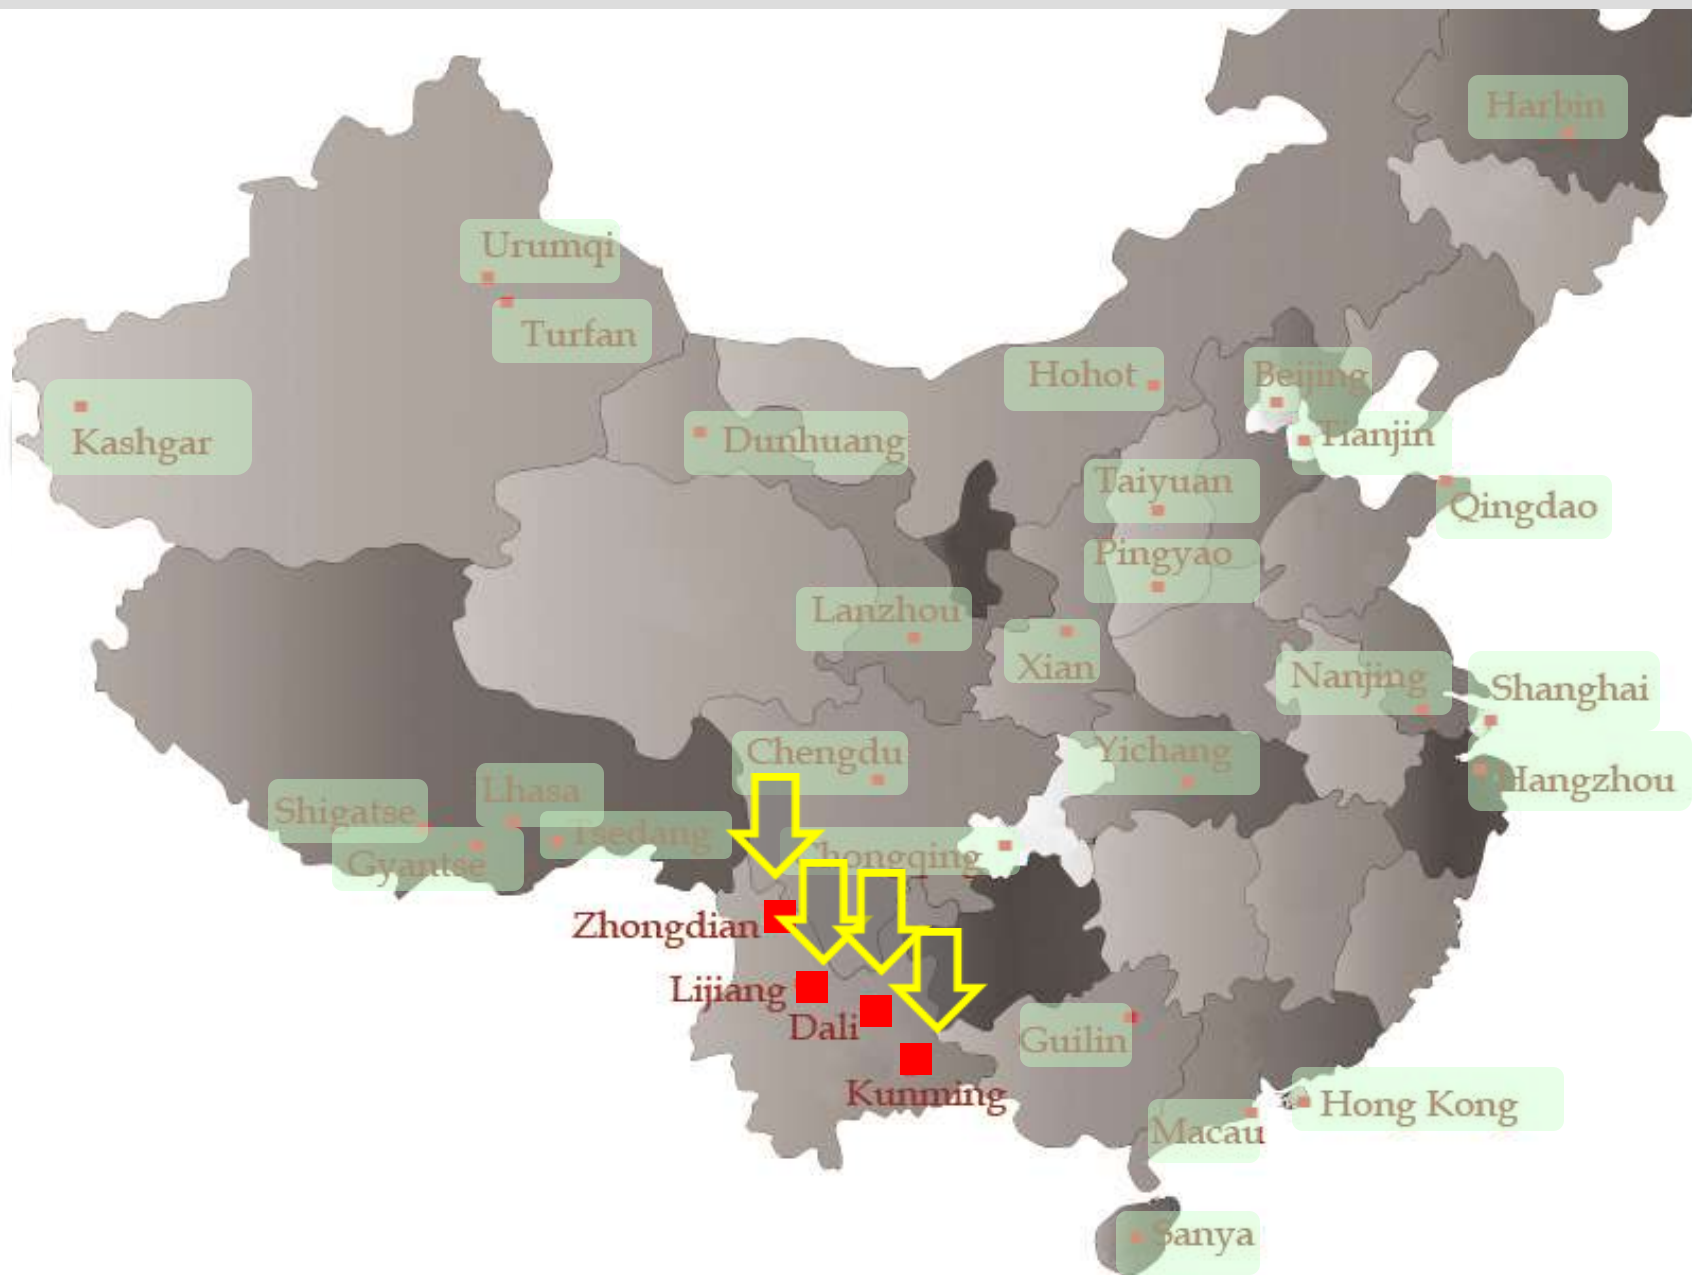 Harbin
Urumqi
Turfan
Hohot
Beijing
Kashgar
Dunhuang
Tianjin
Taiyuan
Qingdao
Pingyao
Lanzhou
Xian
Nanjing
Shanghai
Chengdu
Yichang
Hangzhou
Lhasa
Shigatse
Tsedang
Gyantse
Chongqing
Zhongdian
Lijiang
Dali
Guilin
Kunming
Hong Kong
Macau
Sanya